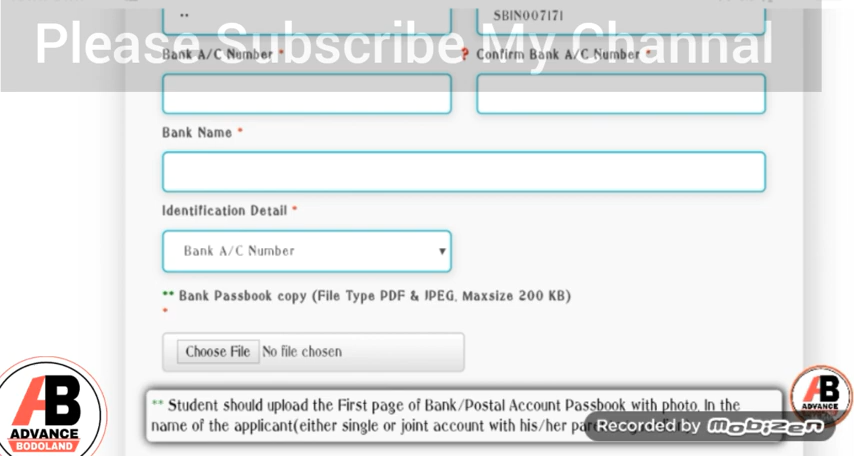 SBIN007171
Please Subscribe My Channal
Bank A/C Number * ? Confirm Bank A/C Number *
Bank Name *
Identification Detail *
Bank A/C Number
** Bank Passbook copy (File Type PDF & JPEG, Maxsize 200 KB)
*
Choose File No file chosen
** Student should upload the First page of Bank/Postal Account Passbook with photo. In the
name of the applicant(either single or joint account with his/her
Recorded by Mobizen
AB
ADVANCE
BODOLAND
AB
ADVANCE